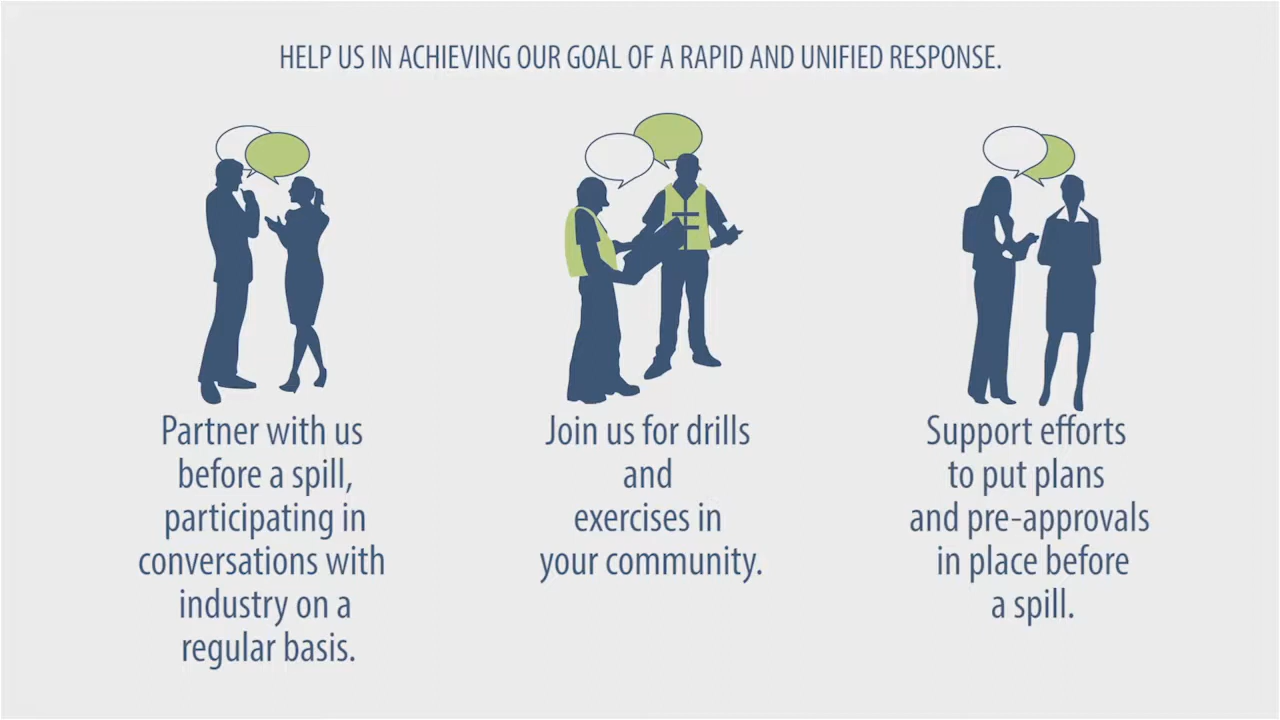 HELP US IN ACHIEVING OUR GOAL OF A RAPID AND UNIFIED RESPONSE.
Partner with us
before a spill,
participating in
conversations with
industry on a
regular basis.
Join us for drills
and
exercises in
your community.
Support efforts
to put plans
and pre-approvals
in place before
a spill.